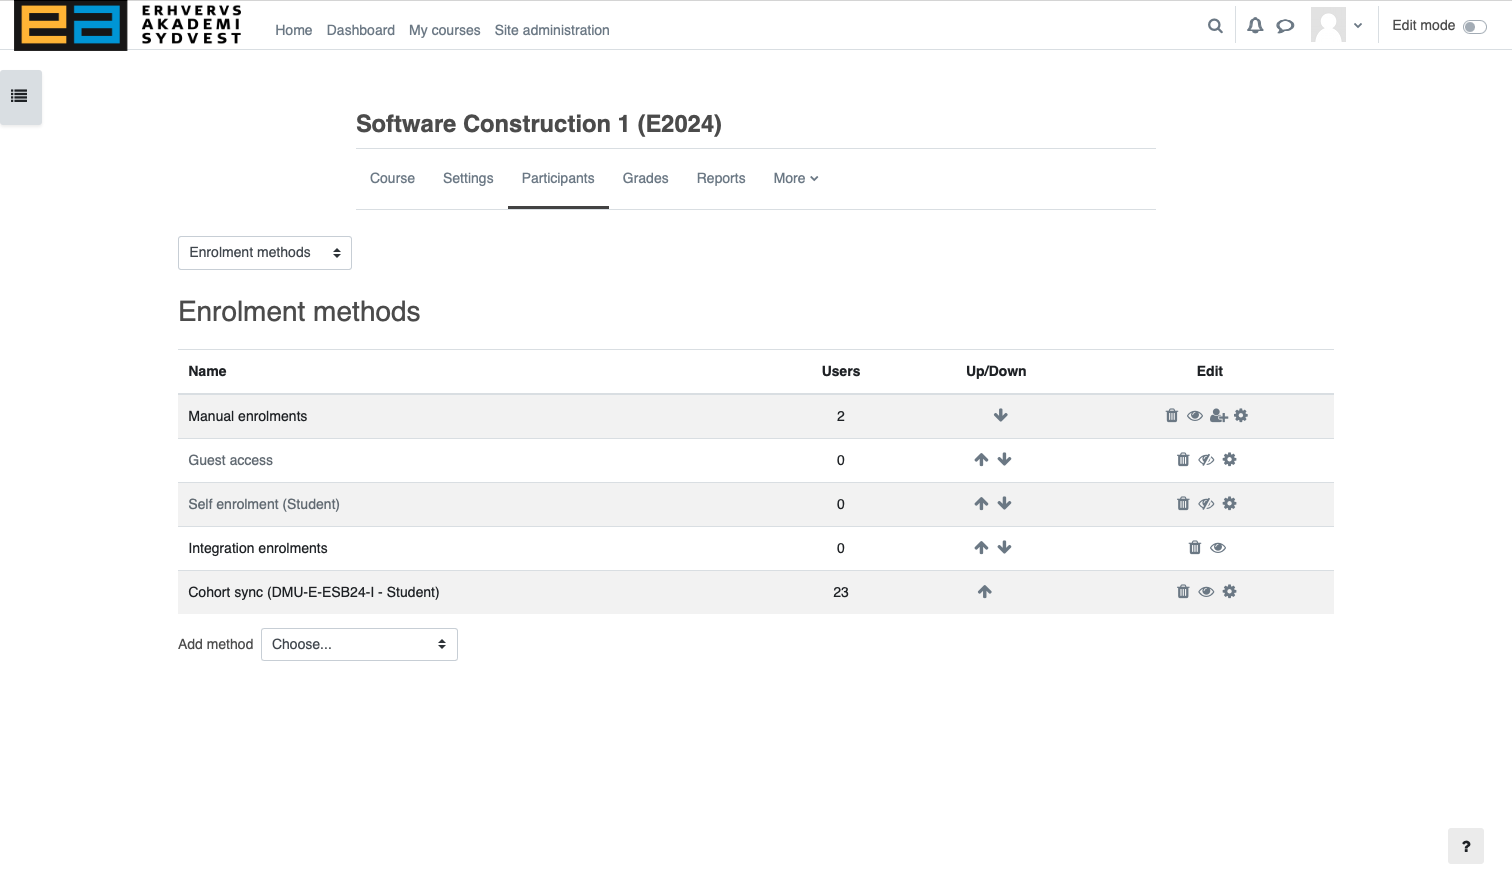 ERHVERVS
AKADEMI
SYDVEST
Home Dashboard My courses Site administration
Edit mode
Software Construction 1 (E2024)
Course Settings Participants Grades Reports More
Enrolment methods
Enrolment methods
Name Users Up/Down Edit
Manual enrolments 2
Guest access 0
Self enrolment (Student) 0
Integration enrolments 0
Cohort sync (DMU-E-ESB24-I - Student) 23
Add method Choose...
?